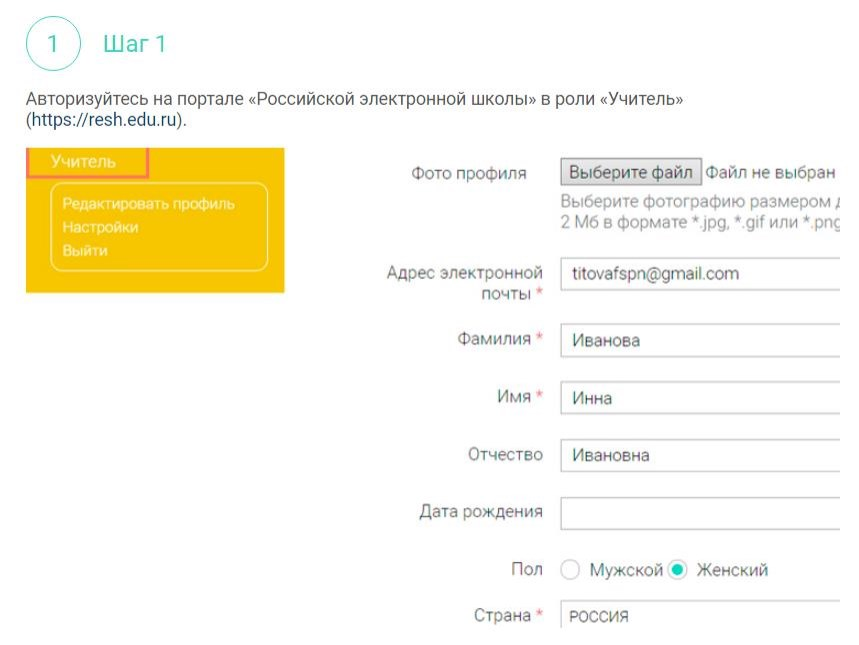 1 Шаг 1
Авторизуйтесь на портале «Российской электронной школы» в роли «Учитель»
(https://resh.edu.ru).
Учитель
Редактировать профиль
Настройки
Выйти
Фото профиля Выберите файл Файл не выбран
Выберите фотографию размером
2 Мб в формате *.jpg, *.gif или *.png
Адрес электронной
почты * titovafspn@gmail.com
Фамилия * Иванова
Имя * Инна
Отчество Ивановна
Дата рождения
Пол Мужской Женский
Страна * РОССИЯ